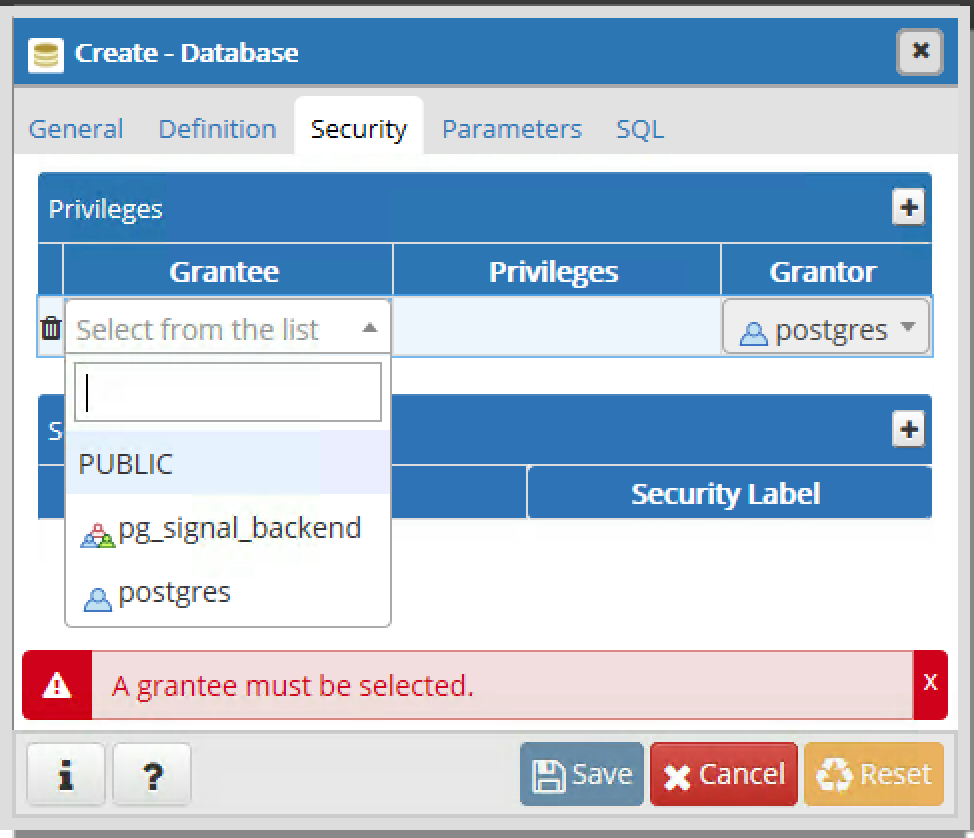 Create - Database
General Definition Security Parameters SQL
Privileges
Grantee Privileges Grantor
Select from the list postgres
S
PUBLIC
Security Label
pg_signal_backend
postgres
A grantee must be selected. X
i ? Save Cancel Reset